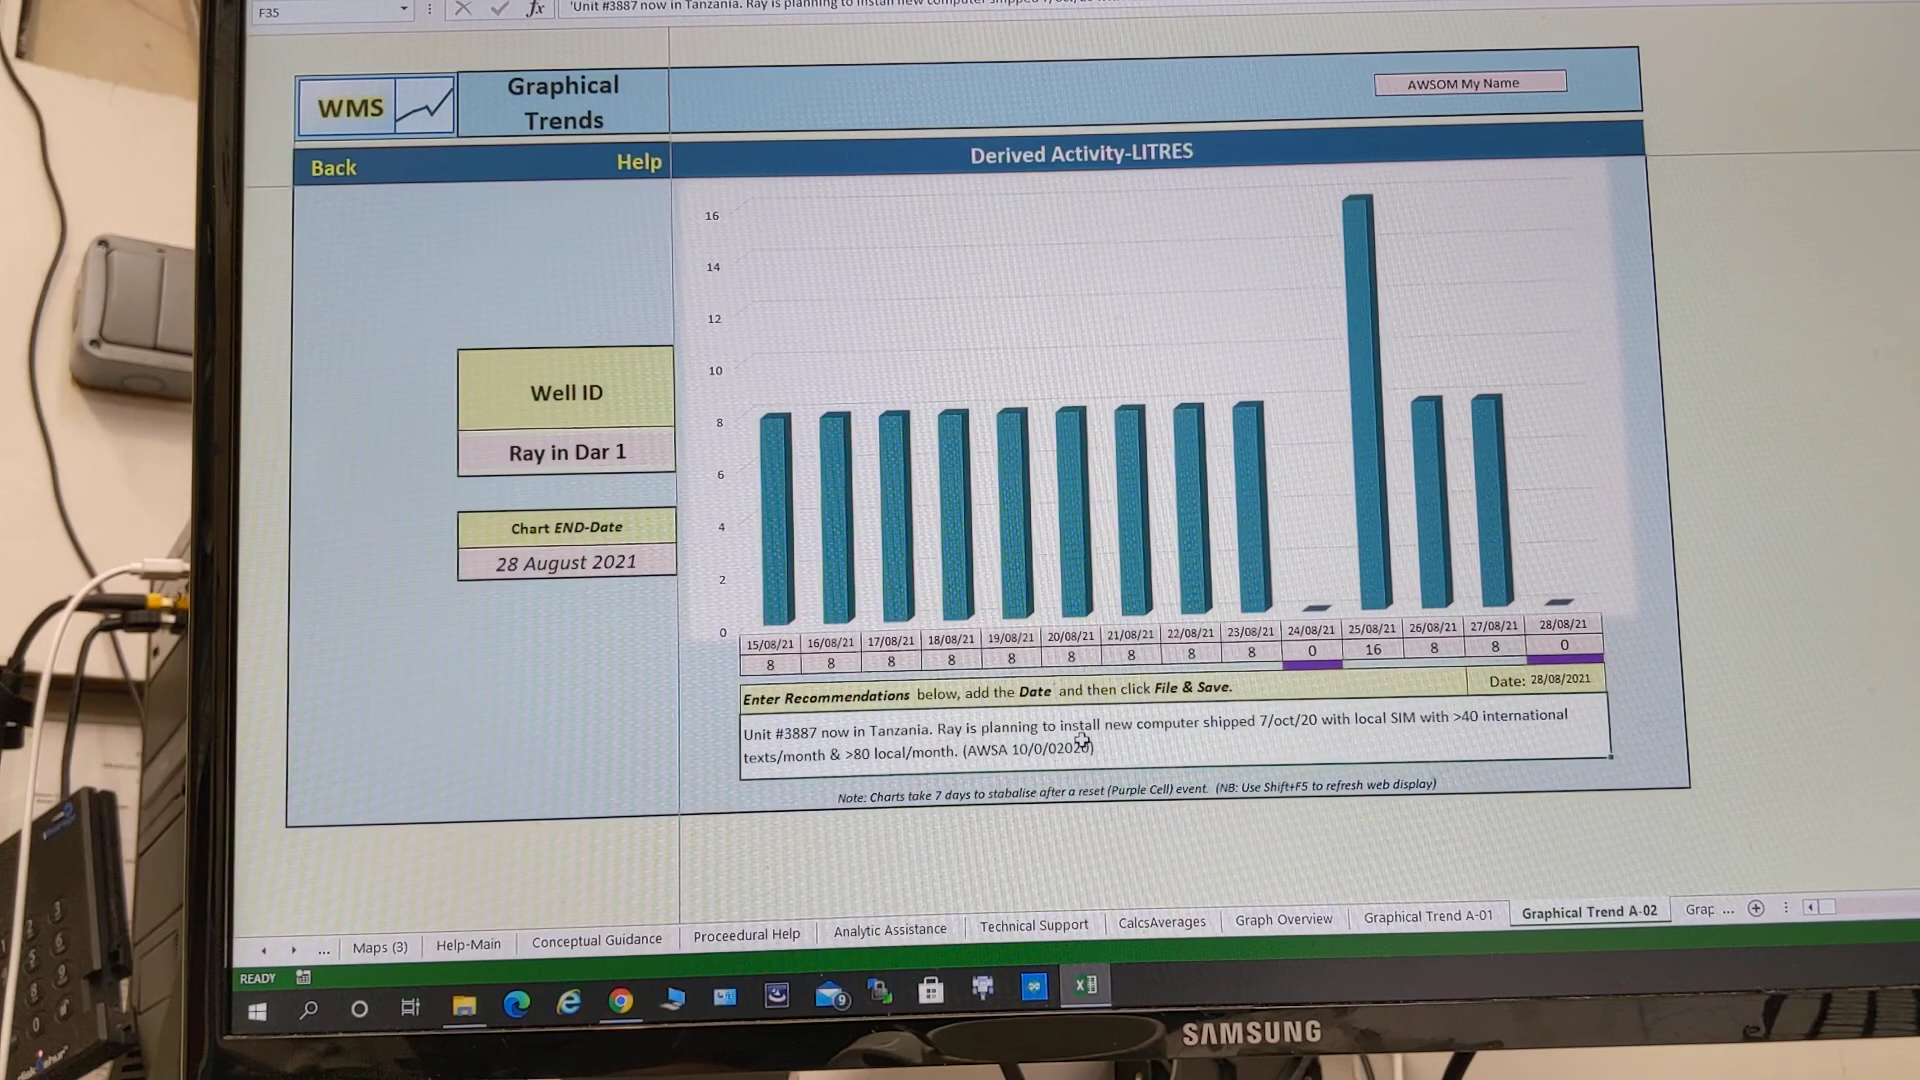 F35
fx
'Unit #3887 now in Tanzania. Ray is planning to install new computer shipped 7/oct/20
WMS
Graphical
Trends
AWSOM My Name
Back
Help
Derived Activity-LITRES
16
14
12
10
8
6
4
2
0
Well ID
Ray in Dar 1
Chart END-Date
28 August 2021
15/08/21 16/08/21 17/08/21 18/08/21 19/08/21 20/08/21 21/08/21 22/08/21 23/08/21 24/08/21 25/08/21 26/08/21 27/08/21 28/08/21
8 8 8 8 8 8 8 8 8 0 16 8 8 0
Enter Recommendations below, add the Date and then click File & Save.
Date: 28/08/2021
Unit #3887 now in Tanzania. Ray is planning to install new computer shipped 7/oct/20 with local SIM with >40 international
texts/month & >80 local/month. (AWSA 10/0/02020)
Note: Charts take 7 days to stabalise after a reset (Purple Cell) event. (NB: Use Shift+F5 to refresh web display)
... Maps (3) Help-Main Conceptual Guidance Proceedural Help Analytic Assistance Technical Support CalcsAverages Graph Overview Graphical Trend A-01 Graphical Trend A-02 Grap ...
READY
9
SAMSUNG